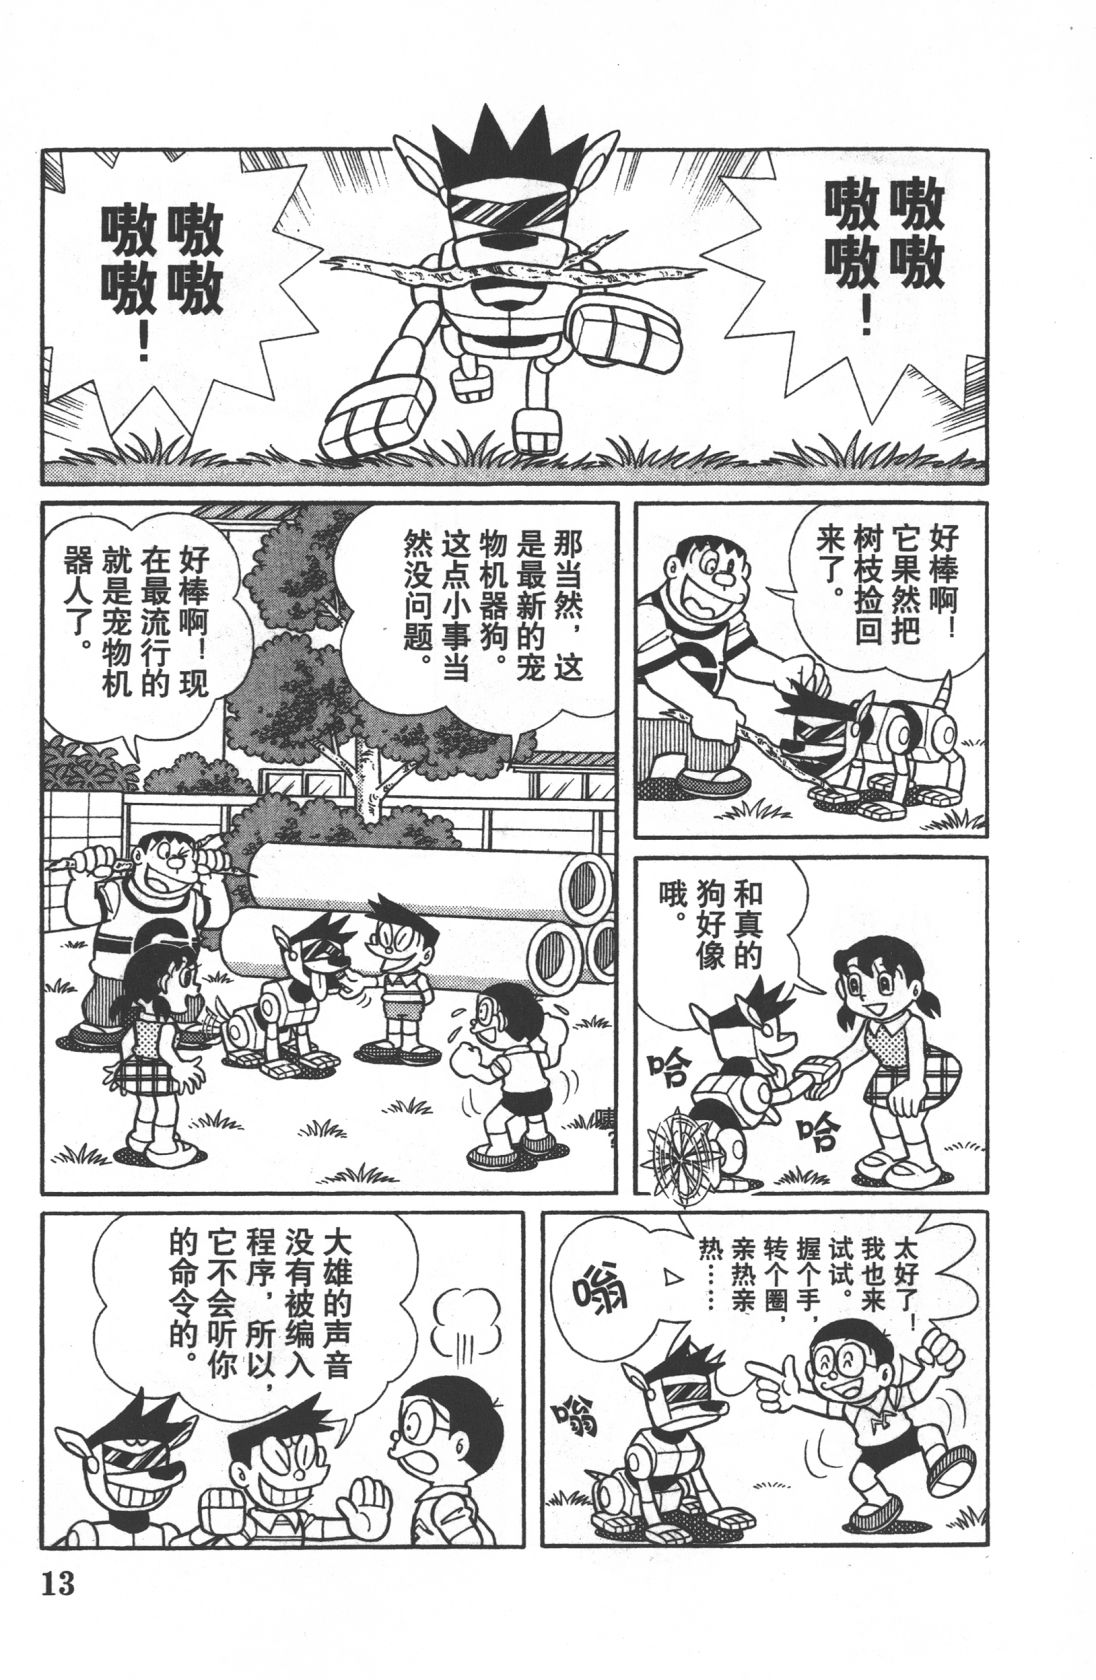 嗷嗷
嗷嗷！
嗷嗷
嗷嗷！
好棒啊！
它果然把
树枝捡回
来了。
那当然，这
是最新的宠
物机器狗。
这点小事当
然没问题。
好棒啊！现
在最流行的
就是宠物机
器人了。
和真的
狗好像
哦。
哈
哈
咦？
太好了！
我也来
试试。
握个手，
转个圈，
亲热亲
热……
嗡
嗡
大雄的声音
没有被编入
程序，所以，
它不会听你
的命令的。
13